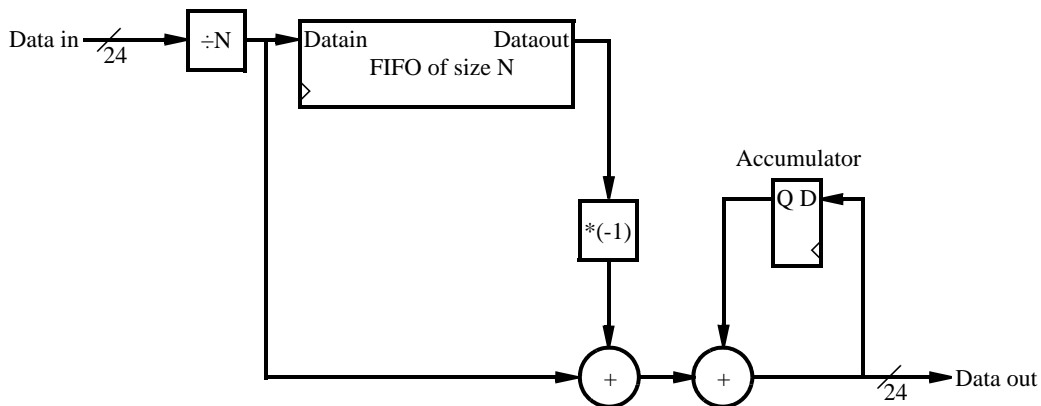 Data in
24
÷N
Datain Dataout
FIFO of size N
Accumulator
Q D
*(-1)
+
+
24
Data out